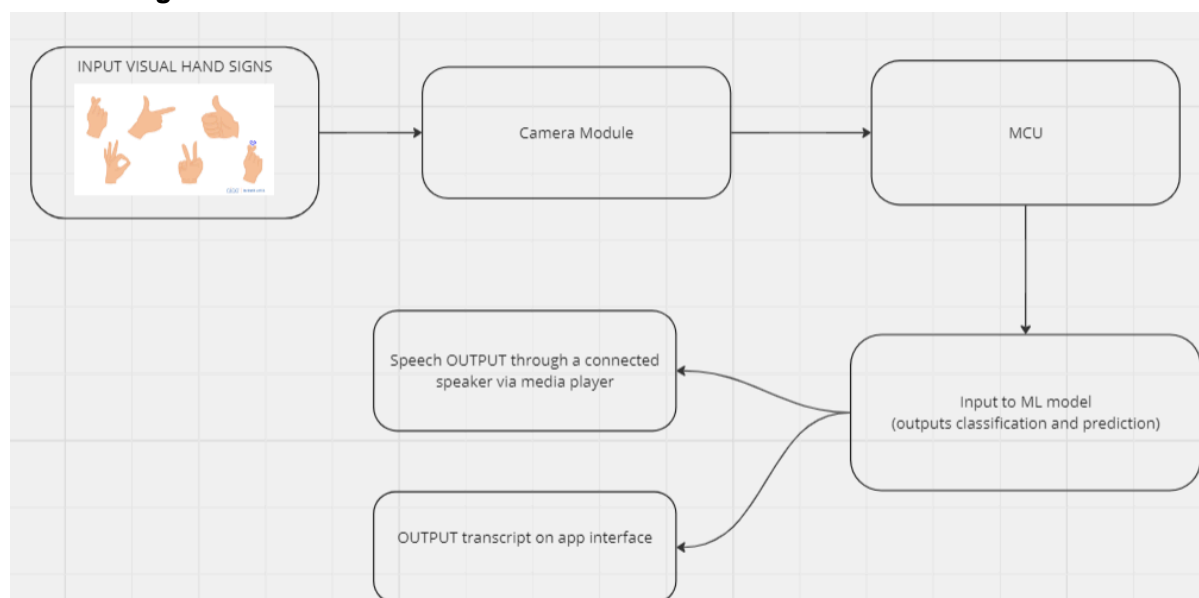 INPUT VISUAL HAND SIGNS
Camera Module
MCU
Speech OUTPUT through a connected
speaker via media player
Input to ML model
(outputs classification and prediction)
OUTPUT transcript on app interface